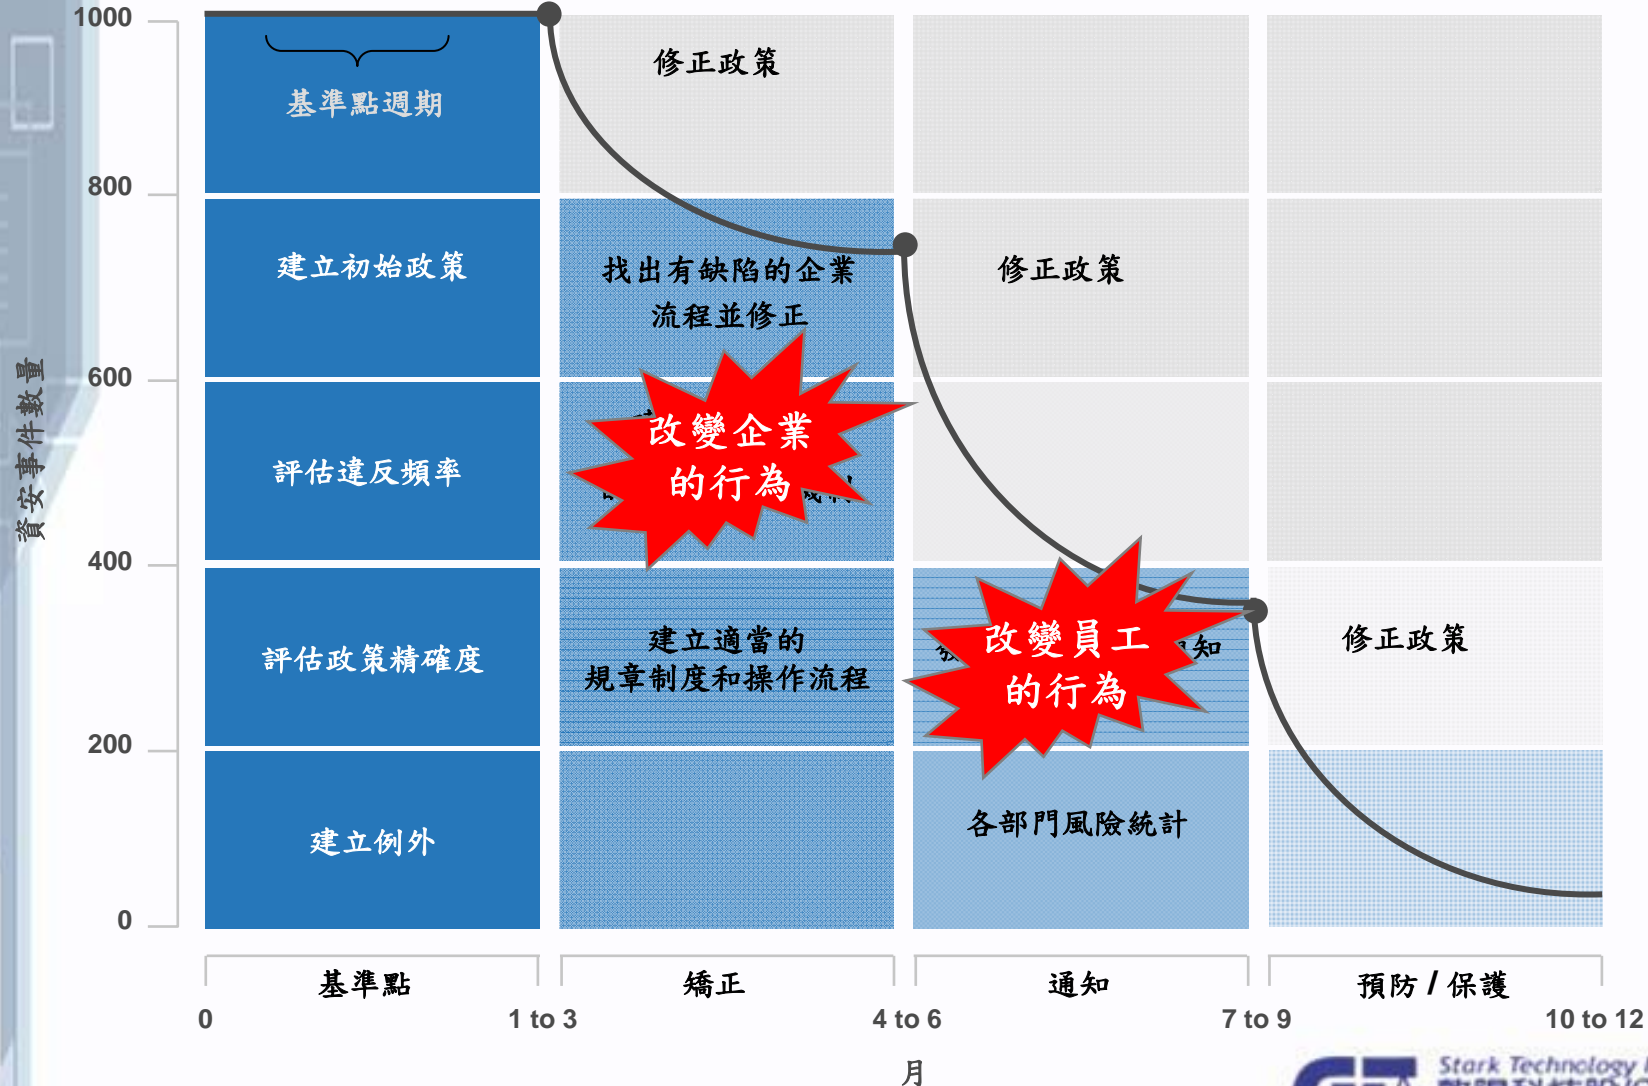 1000
修正政策
基準點週期
800
建立初始政策
找出有缺陷的企業
流程並修正
修正政策
600
改變企業
的行為
評估違反頻率
資安事件數量
400
評估政策精確度
建立適當的
規章制度和操作流程
改變員工
的行為
知
修正政策
200
建立例外
各部門風險統計
0
基準點
矯正
通知
預防 / 保護
0
1 to 3
4 to 6
7 to 9
10 to 12
月
Stark Technology